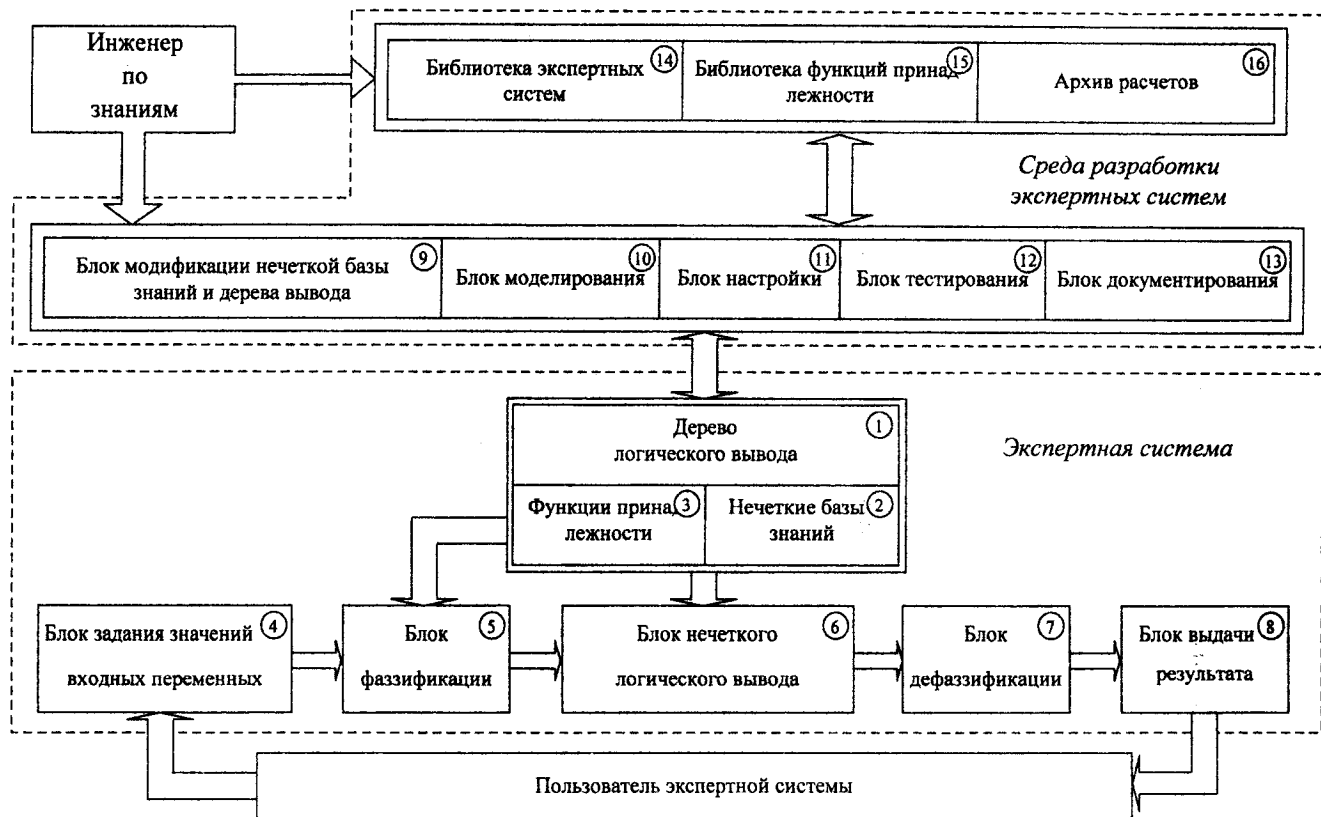 Инженер
по
знаниям
Библиотека экспертных
систем
14
Библиотека функций принад
лежности
15
Архив расчетов
16
Среда разработки
экспертных систем
Блок модификации нечеткой базы
знаний и дерева вывода
9
Блок моделирования
10
Блок настройки
11
Блок тестирования
12
Блок документирования
13
Дерево
логического вывода
1
Экспертная система
Функции принад
лежности
3
Нечеткие базы
знаний
2
Блок задания значений
входных переменных
4
Блок
фаззификации
5
Блок нечеткого
логического вывода
6
Блок
дефаззификации
7
Блок выдачи
результата
8
Пользователь экспертной системы